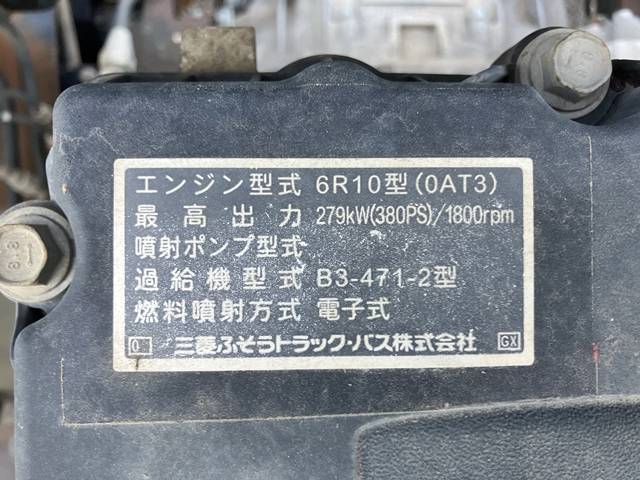 エンジン型式 6R10型(0AT3)
最高出力 279kW(380PS)/1800rpm
噴射ポンプ型式
過給機型式 B3-471-2型
燃料噴射方式 電子式
0 三菱ふそうトラック・バス株式会社 GX